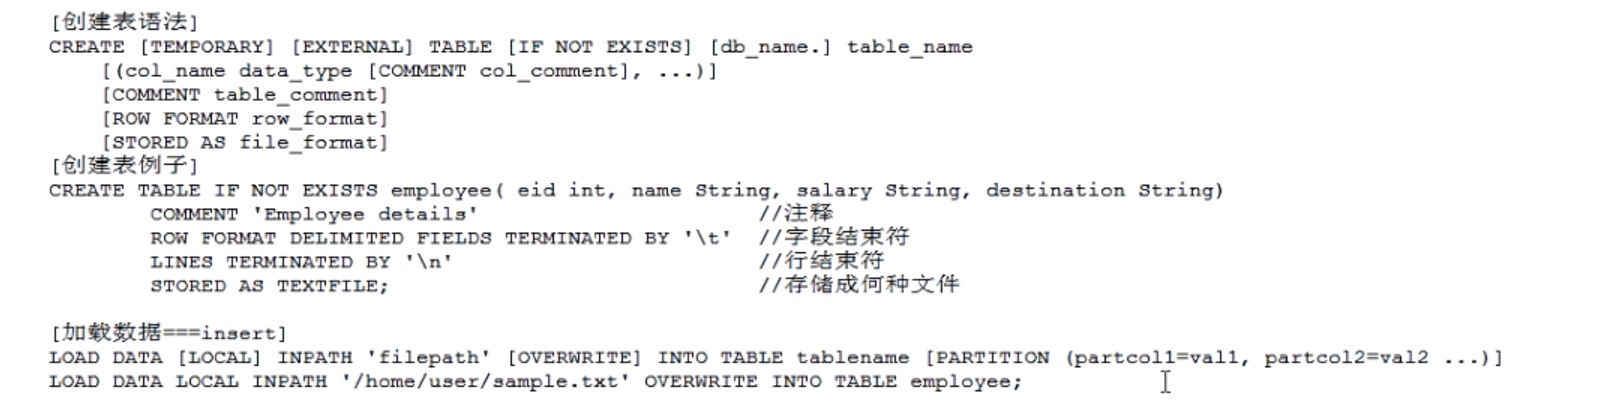 [创建表语法]
CREATE [TEMPORARY] [EXTERNAL] TABLE [IF NOT EXISTS] [db_name.] table_name
[(col_name data_type [COMMENT col_comment], ...)]
[COMMENT table_comment]
[ROW FORMAT row_format]
[STORED AS file_format]
[创建表例子]
CREATE TABLE IF NOT EXISTS employee( eid int, name String, salary String, destination String)
COMMENT 'Employee details' //注释
ROW FORMAT DELIMITED FIELDS TERMINATED BY '\t' //字段结束符
LINES TERMINATED BY '\n' //行结束符
STORED AS TEXTFILE; //存储成何种文件
[加载数据===insert]
LOAD DATA [LOCAL] INPATH 'filepath' [OVERWRITE] INTO TABLE tablename [PARTITION (partcol1=val1, partcol2=val2 ...)]
LOAD DATA LOCAL INPATH '/home/user/sample.txt' OVERWRITE INTO TABLE employee;